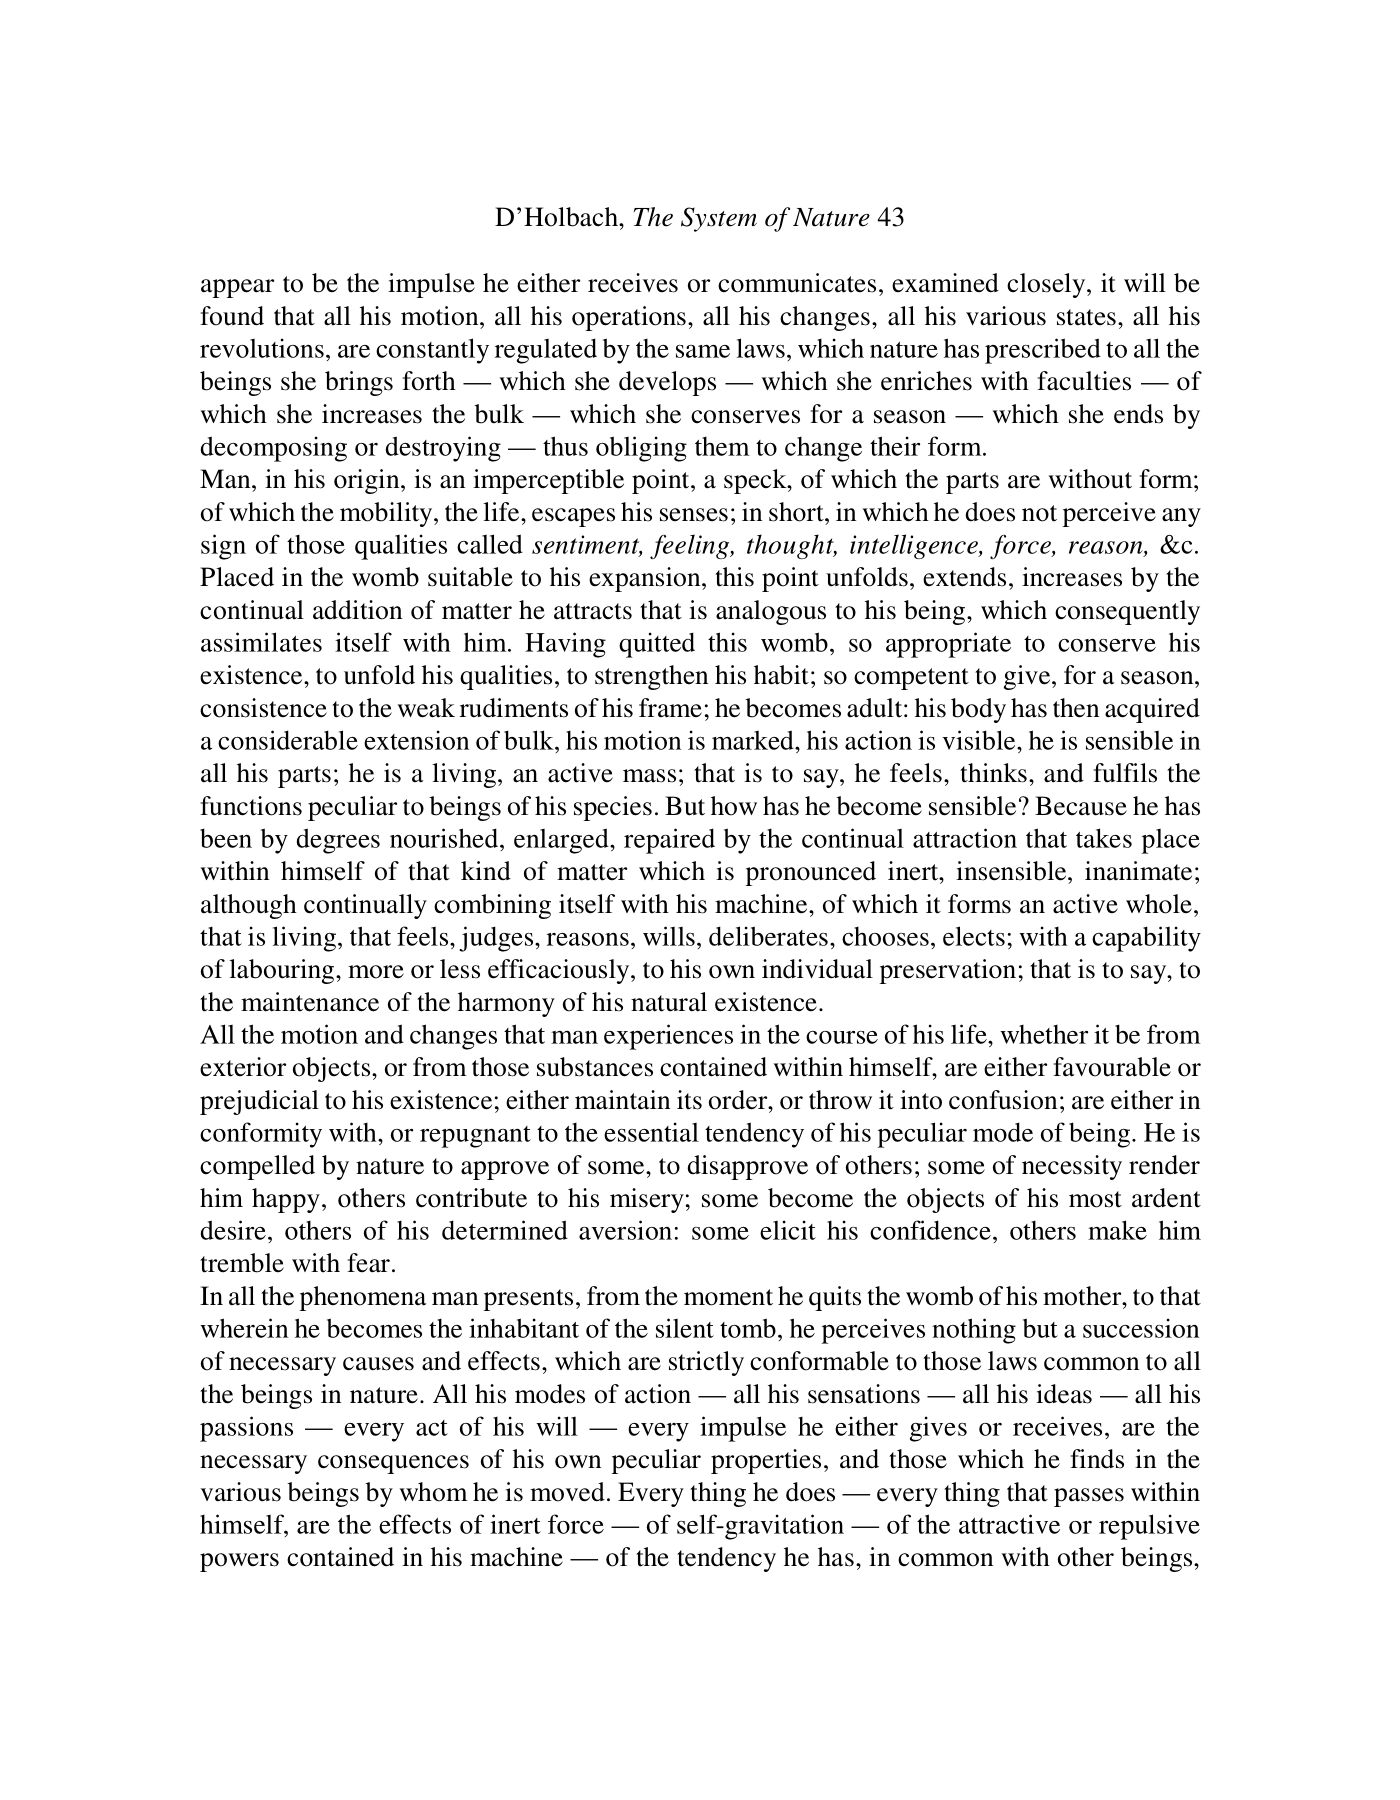 D’Holbach, The System of Nature 43
appear to be the impulse he either receives or communicates, examined closely, it will be
found that all his motion, all his operations, all his changes, all his various states, all his
revolutions, are constantly regulated by the same laws, which nature has prescribed to all the
beings she brings forth — which she develops — which she enriches with faculties — of
which she increases the bulk — which she conserves for a season — which she ends by
decomposing or destroying — thus obliging them to change their form.
Man, in his origin, is an imperceptible point, a speck, of which the parts are without form;
of which the mobility, the life, escapes his senses; in short, in which he does not perceive any
sign of those qualities called sentiment, feeling, thought, intelligence, force, reason, &c.
Placed in the womb suitable to his expansion, this point unfolds, extends, increases by the
continual addition of matter he attracts that is analogous to his being, which consequently
assimilates itself with him. Having quitted this womb, so appropriate to conserve his
existence, to unfold his qualities, to strengthen his habit; so competent to give, for a season,
consistence to the weak rudiments of his frame; he becomes adult: his body has then acquired
a considerable extension of bulk, his motion is marked, his action is visible, he is sensible in
all his parts; he is a living, an active mass; that is to say, he feels, thinks, and fulfils the
functions peculiar to beings of his species. But how has he become sensible? Because he has
been by degrees nourished, enlarged, repaired by the continual attraction that takes place
within himself of that kind of matter which is pronounced inert, insensible, inanimate;
although continually combining itself with his machine, of which it forms an active whole,
that is living, that feels, judges, reasons, wills, deliberates, chooses, elects; with a capability
of labouring, more or less efficaciously, to his own individual preservation; that is to say, to
the maintenance of the harmony of his natural existence.
All the motion and changes that man experiences in the course of his life, whether it be from
exterior objects, or from those substances contained within himself, are either favourable or
prejudicial to his existence; either maintain its order, or throw it into confusion; are either in
conformity with, or repugnant to the essential tendency of his peculiar mode of being. He is
compelled by nature to approve of some, to disapprove of others; some of necessity render
him happy, others contribute to his misery; some become the objects of his most ardent
desire, others of his determined aversion: some elicit his confidence, others make him
tremble with fear.
In all the phenomena man presents, from the moment he quits the womb of his mother, to that
wherein he becomes the inhabitant of the silent tomb, he perceives nothing but a succession
of necessary causes and effects, which are strictly conformable to those laws common to all
the beings in nature. All his modes of action — all his sensations — all his ideas — all his
passions — every act of his will — every impulse he either gives or receives, are the
necessary consequences of his own peculiar properties, and those which he finds in the
various beings by whom he is moved. Every thing he does — every thing that passes within
himself, are the effects of inert force — of self-gravitation — of the attractive or repulsive
powers contained in his machine — of the tendency he has, in common with other beings,